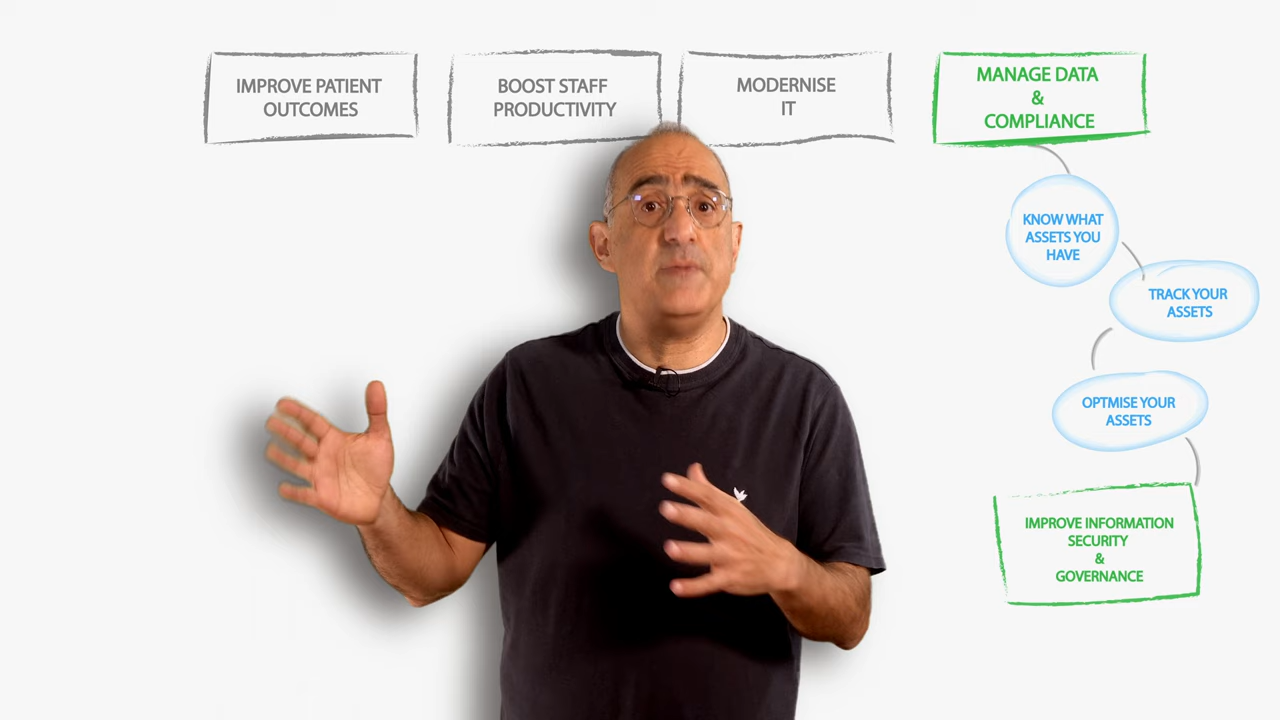 IMPROVE PATIENT
OUTCOMES
BOOST STAFF
PRODUCTIVITY
MODERNISE
IT
MANAGE DATA
&
COMPLIANCE
KNOW WHAT
ASSETS YOU
HAVE
TRACK YOUR
ASSETS
OPTMISE YOUR
ASSETS
IMPROVE INFORMATION
SECURITY
&
GOVERNANCE